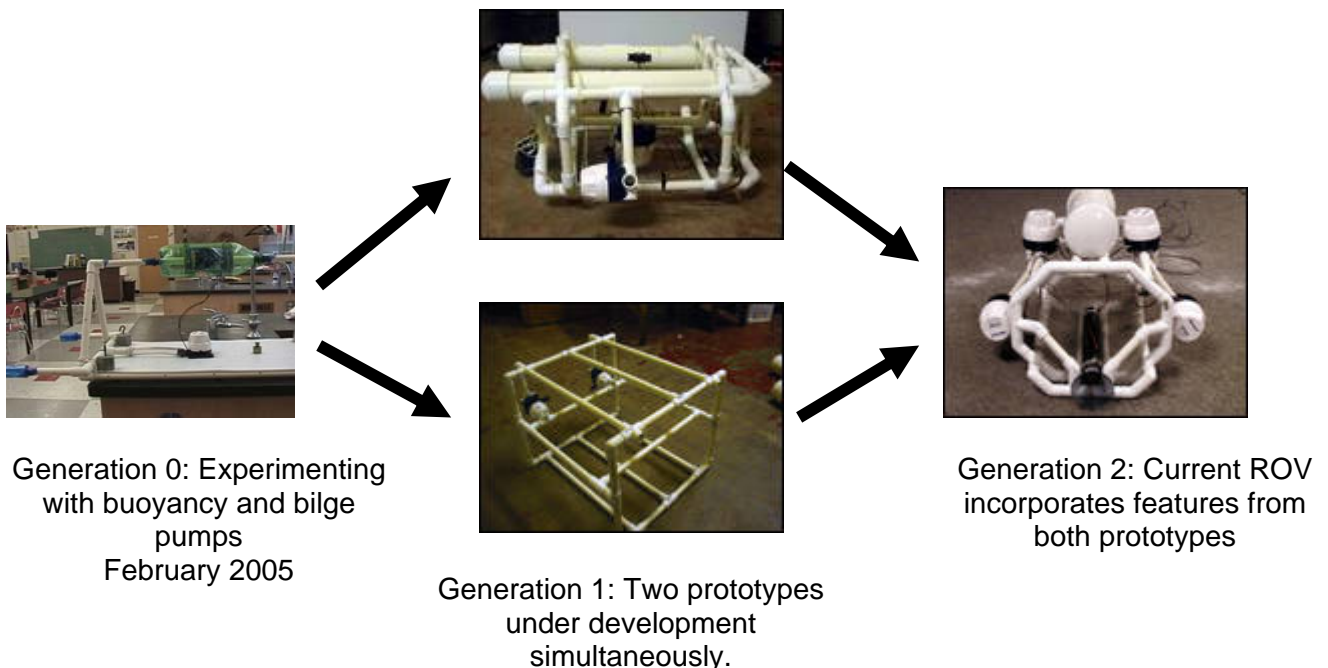 Generation 0: Experimenting
with buoyancy and bilge
pumps
February 2005
Generation 1: Two prototypes
under development
simultaneously.
Generation 2: Current ROV
incorporates features from
both prototypes